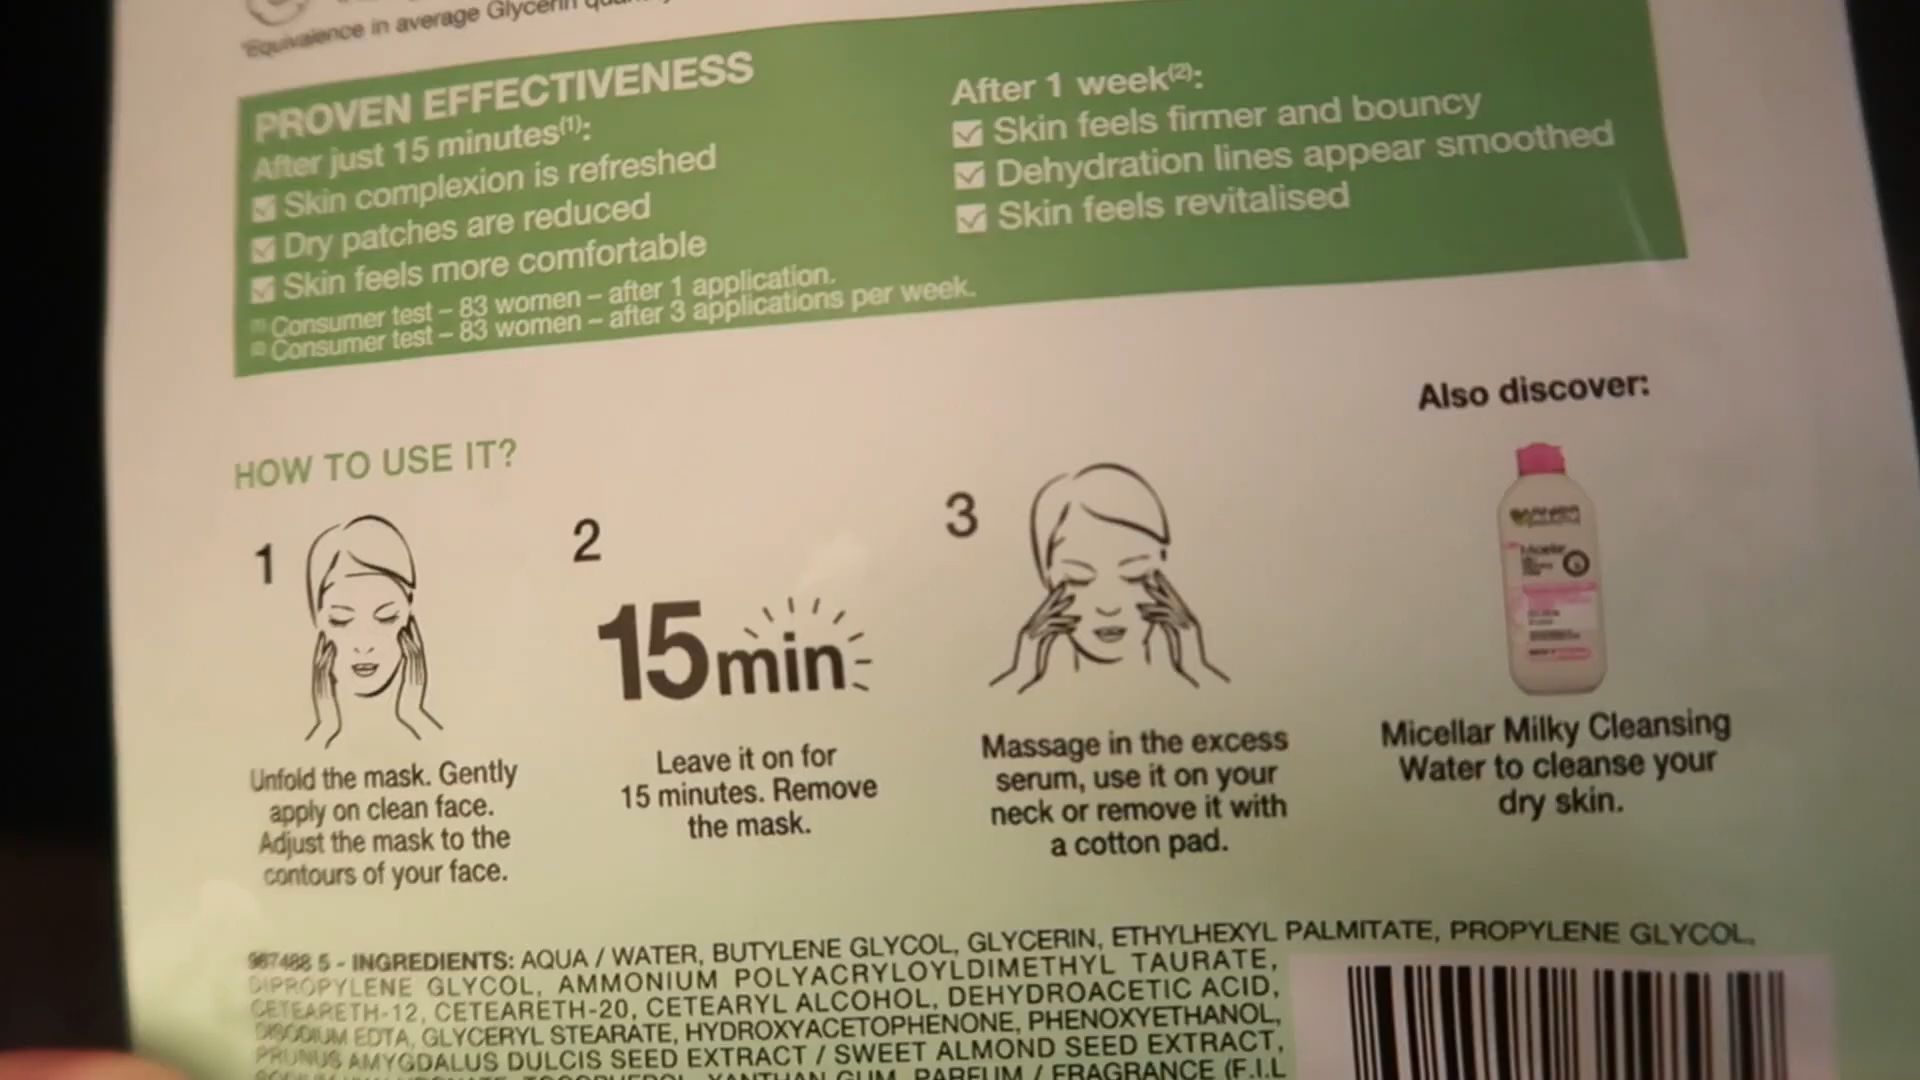 *Equivalence in average Glycerin
PROVEN EFFECTIVENESS
After just 15 minutes(1):
Skin complexion is refreshed
Dry patches are reduced
Skin feels more comfortable
(1) Consumer test – 83 women – after 1 application.
(2) Consumer test – 83 women – after 3 applications per week.
After 1 week(2):
Skin feels firmer and bouncy
Dehydration lines appear smoothed
Skin feels revitalised
HOW TO USE IT?
1
Unfold the mask. Gently
apply on clean face.
Adjust the mask to the
contours of your face.
2
15min
Leave it on for
15 minutes. Remove
the mask.
3
Massage in the excess
serum, use it on your
neck or remove it with
a cotton pad.
Also discover:
GARNIER
Micellar
Micellar Milky Cleansing
Water to cleanse your
dry skin.
967488 5 - INGREDIENTS: AQUA / WATER, BUTYLENE GLYCOL, GLYCERIN, ETHYLHEXYL PALMITATE, PROPYLENE GLYCOL,
DIPROPYLENE GLYCOL, AMMONIUM POLYACRYLOYLDIMETHYL TAURATE,
CETEARETH-12, CETEARETH-20, CETEARYL ALCOHOL, DEHYDROACETIC ACID,
DISODIUM EDTA, GLYCERYL STEARATE, HYDROXYACETOPHENONE, PHENOXYETHANOL,
PRUNUS AMYGDALUS DULCIS SEED EXTRACT / SWEET ALMOND SEED EXTRACT,
TOCOPHEROL, XANTHAN GUM, PARFUM / FRAGRANCE (F.I.L